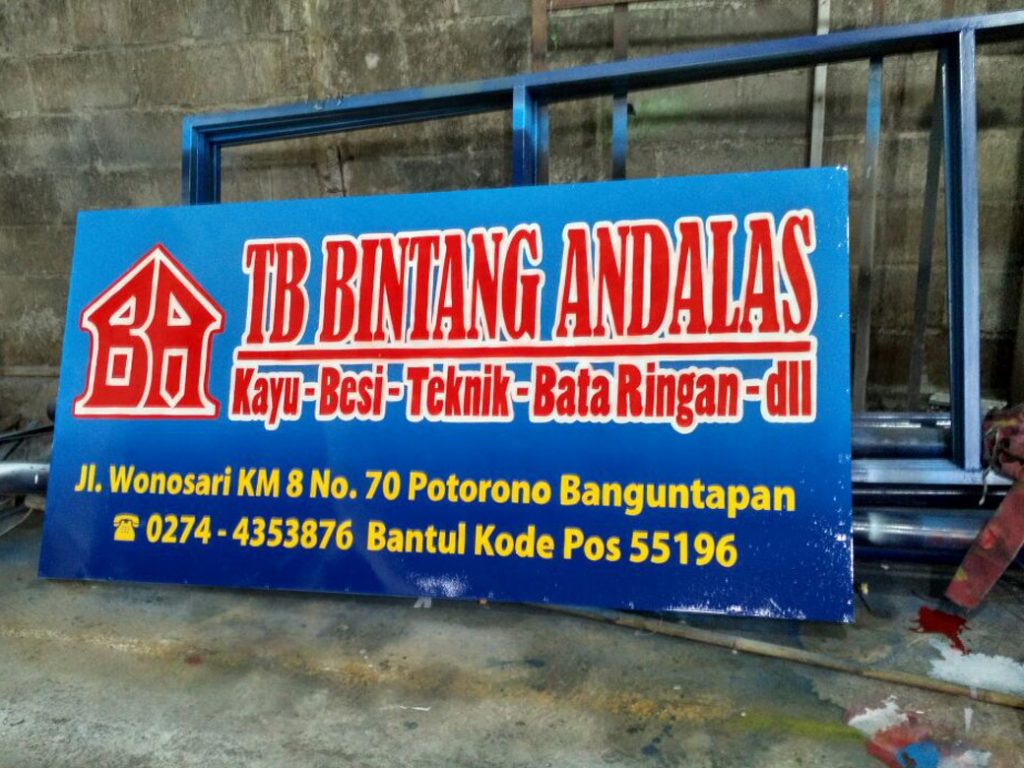 BA
TB BINTANG ANDALAS
Kayu - Besi - Teknik - Bata Ringan - dll
Jl. Wonosari KM 8 No. 70 Potorono Banguntapan
☎ 0274 - 4353876 Bantul Kode Pos 55196